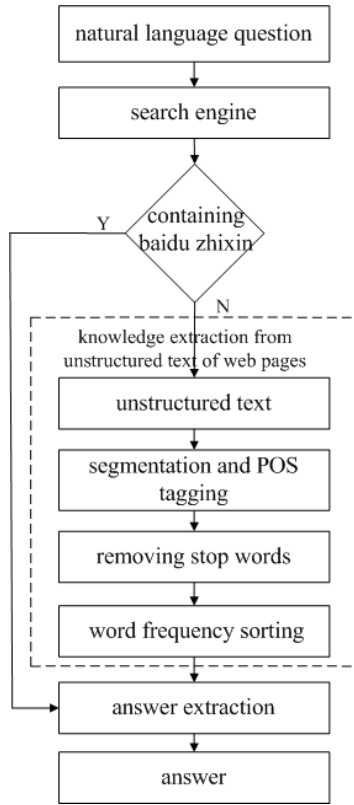 natural language question
search engine
containing
baidu zhixin
Y
N
knowledge extraction from
unstructured text of web pages
unstructured text
segmentation and POS
tagging
removing stop words
word frequency sorting
answer extraction
answer